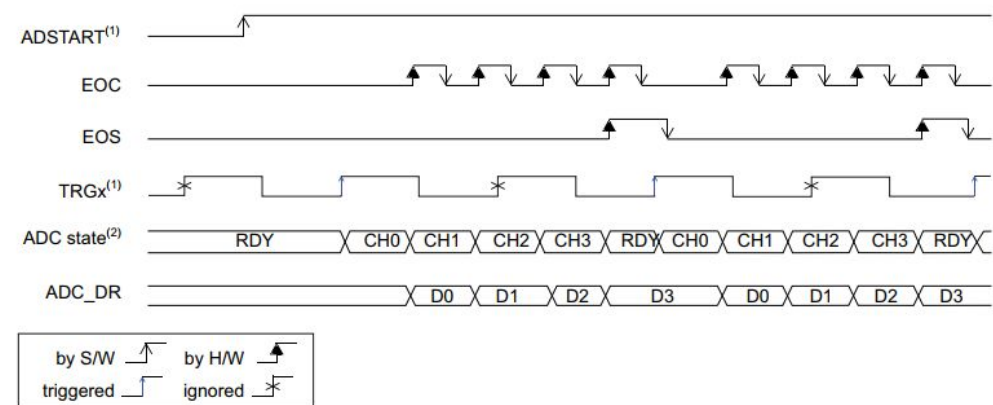 ADSTART(1)
EOC
EOS
TRGx(1)
ADC state(2) RDY CH0 CH1 CH2 CH3 RDY CH0 CH1 CH2 CH3 RDY
ADC_DR D0 D1 D2 D3 D0 D1 D2 D3
by S/W by H/W
triggered ignored